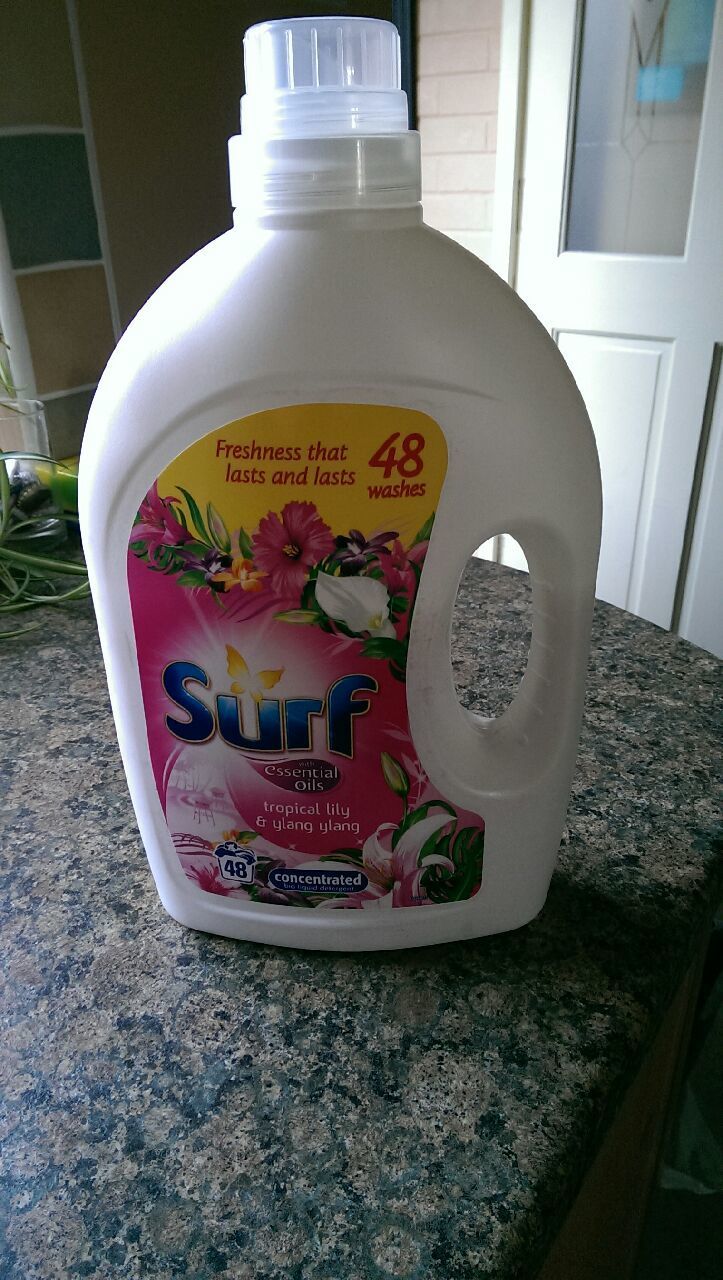 Freshness that
lasts and lasts
48
washes
Surf
with
essential
oils
tropical lily
& ylang ylang
48
concentrated
bio liquid detergent